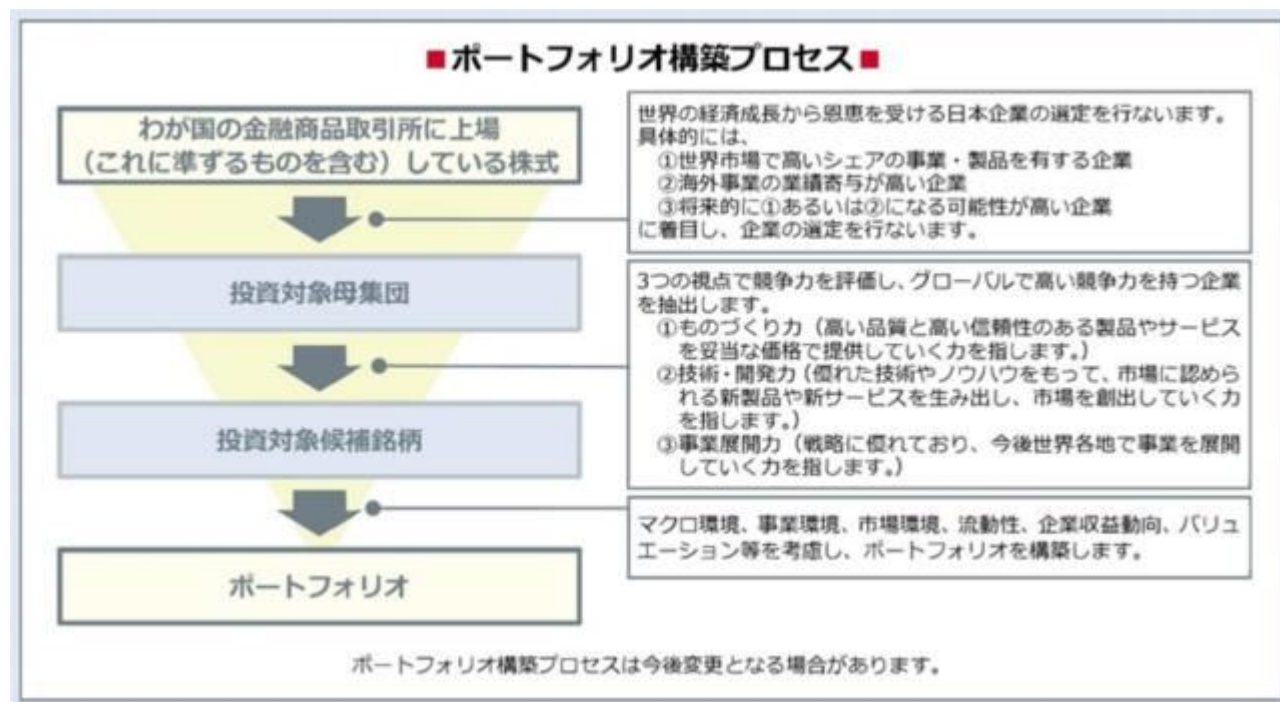 ■ポートフォリオ構築プロセス■
わが国の金融商品取引所に上場
（これに準ずるものを含む）している株式
世界の経済成長から恩恵を受ける日本企業の選定を行ないます。
具体的には、
①世界市場で高いシェアの事業・製品を有する企業
②海外事業の業績寄与が高い企業
③将来的に①あるいは②になる可能性が高い企業
に着目し、企業の選定を行ないます。
投資対象母集団
3つの視点で競争力を評価し、グローバルで高い競争力を持つ企業
を抽出します。
①ものづくり力（高い品質と高い信頼性のある製品やサービス
を妥当な価格で提供していく力を指します。）
②技術・開発力（優れた技術やノウハウをもって、市場に認めら
れる新製品や新サービスを生み出し、市場を創出していく力
を指します。）
③事業展開力（戦略に優れており、今後世界各地で事業を展開
していく力を指します。）
投資対象候補銘柄
マクロ環境、事業環境、市場環境、流動性、企業収益動向、バリュ
エーション等を考慮し、ポートフォリオを構築します。
ポートフォリオ
ポートフォリオ構築プロセスは今後変更となる場合があります。